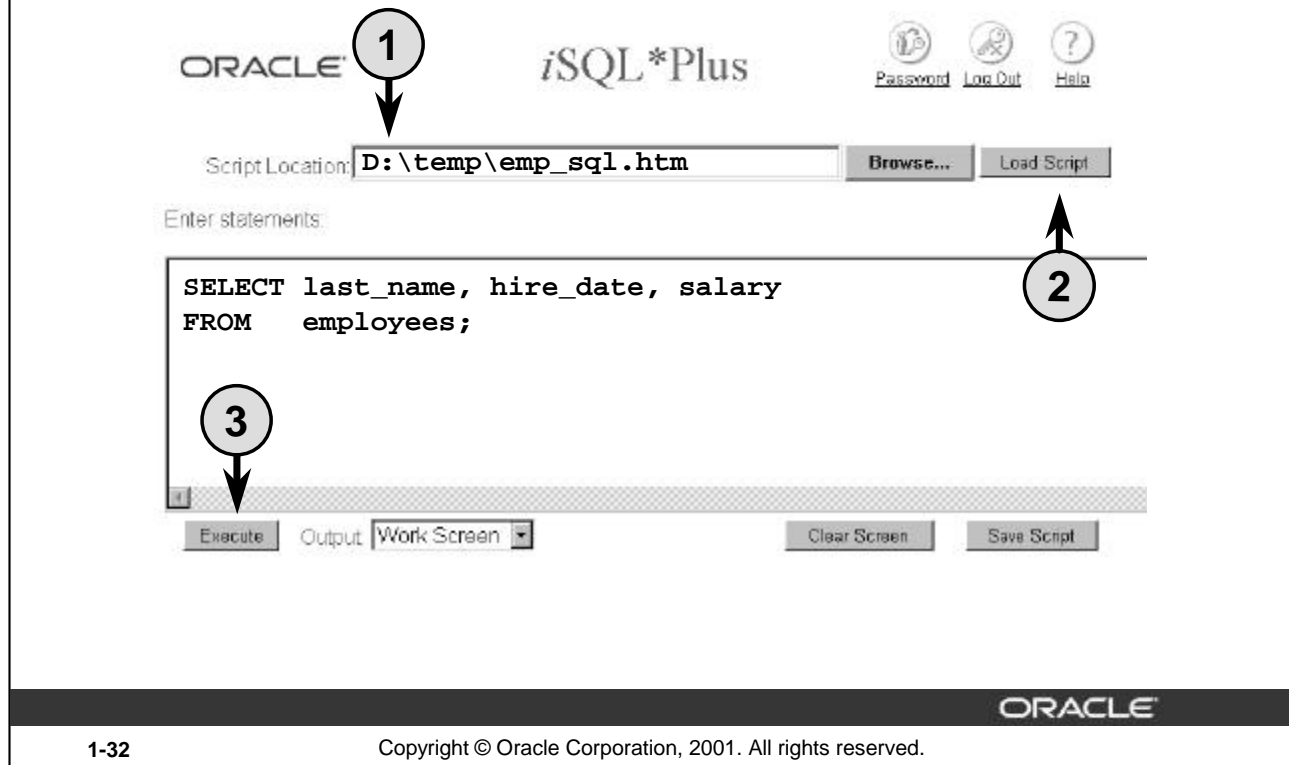 1
ORACLE
iSQL*Plus
Password Log Out Help
Script Location: D:\temp\emp_sql.htm Browse... Load Script
Enter statements:
2
SELECT last_name, hire_date, salary
FROM employees;
3
Execute Output: Work Screen Clear Screen Save Script
ORACLE
1-32 Copyright © Oracle Corporation, 2001. All rights reserved.